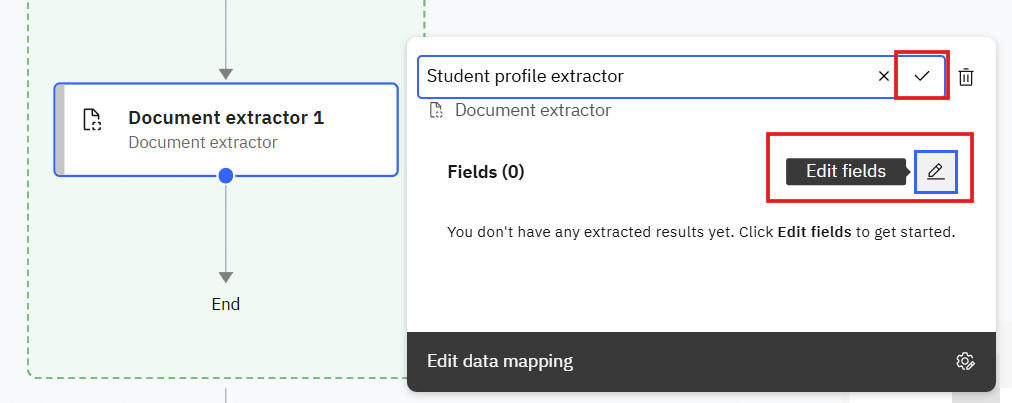 Document extractor 1
Document extractor
End
Student profile extractor
Document extractor
Fields (0)
Edit fields
You don't have any extracted results yet. Click Edit fields to get started.
Edit data mapping